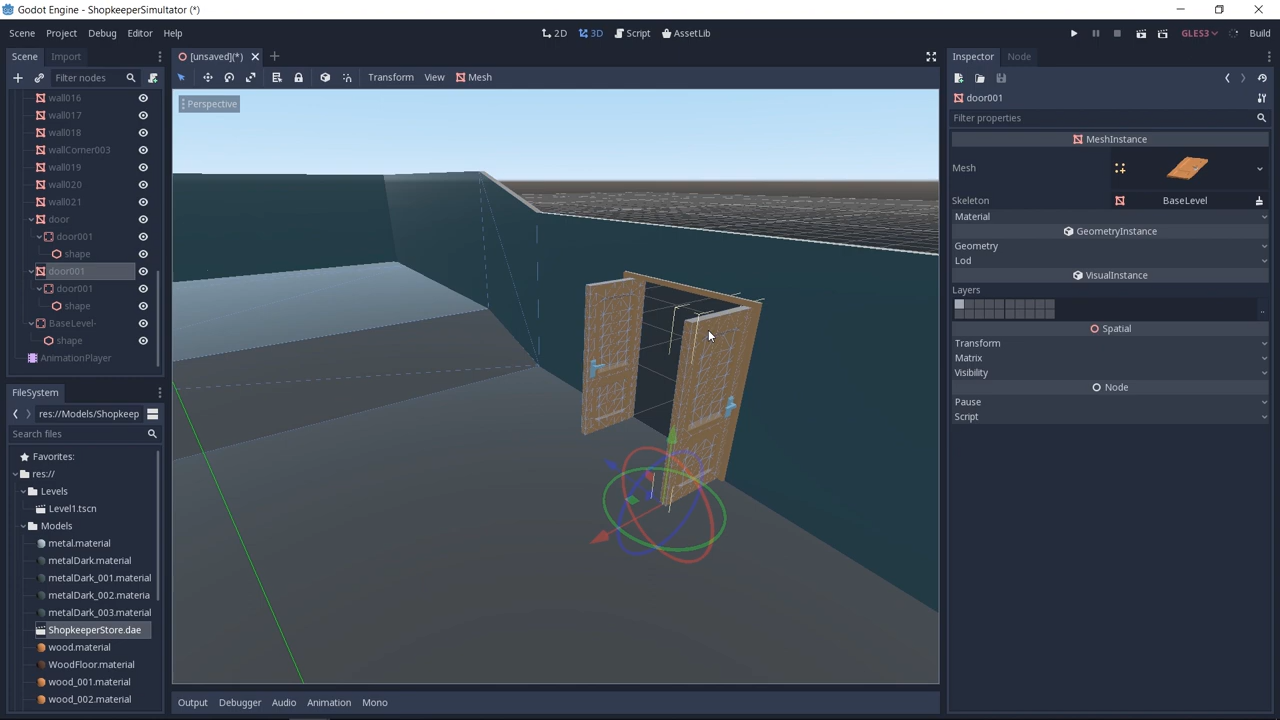 Godot Engine - ShopkeeperSimultator (*)
Scene Project Debug Editor Help
2D 3D Script AssetLib
GLES3 Build
Scene Import
[unsaved](*)
Inspector Node
Filter nodes
Transform View Mesh
Perspective
wall016
wall017
wall018
wallCorner003
wall019
wall020
wall021
door
door001
shape
door001
door001
shape
BaseLevel-
shape
AnimationPlayer
FileSystem
res://Models/Shopkeep
Search files
Favorites:
res://
Levels
Level1.tscn
Models
metal.material
metalDark.material
metalDark_001.material
metalDark_002.materia
metalDark_003.material
ShopkeeperStore.dae
wood.material
WoodFloor.material
wood_001.material
wood_002.material
Output Debugger Audio Animation Mono
door001
Filter properties
MeshInstance
Mesh
Skeleton BaseLevel
Material
GeometryInstance
Geometry
Lod
VisualInstance
Layers
..
Spatial
Transform
Matrix
Visibility
Node
Pause
Script